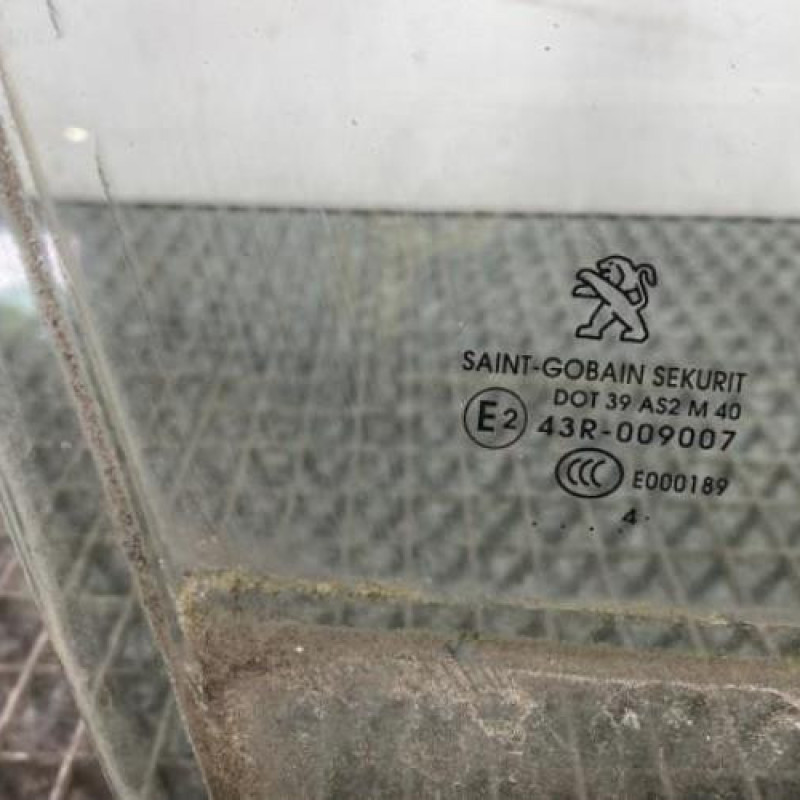 SAINT-GOBAIN SEKURIT
DOT 39 AS2 M 40
E2 43R-009007
CCC E000189
. . . . 4 .